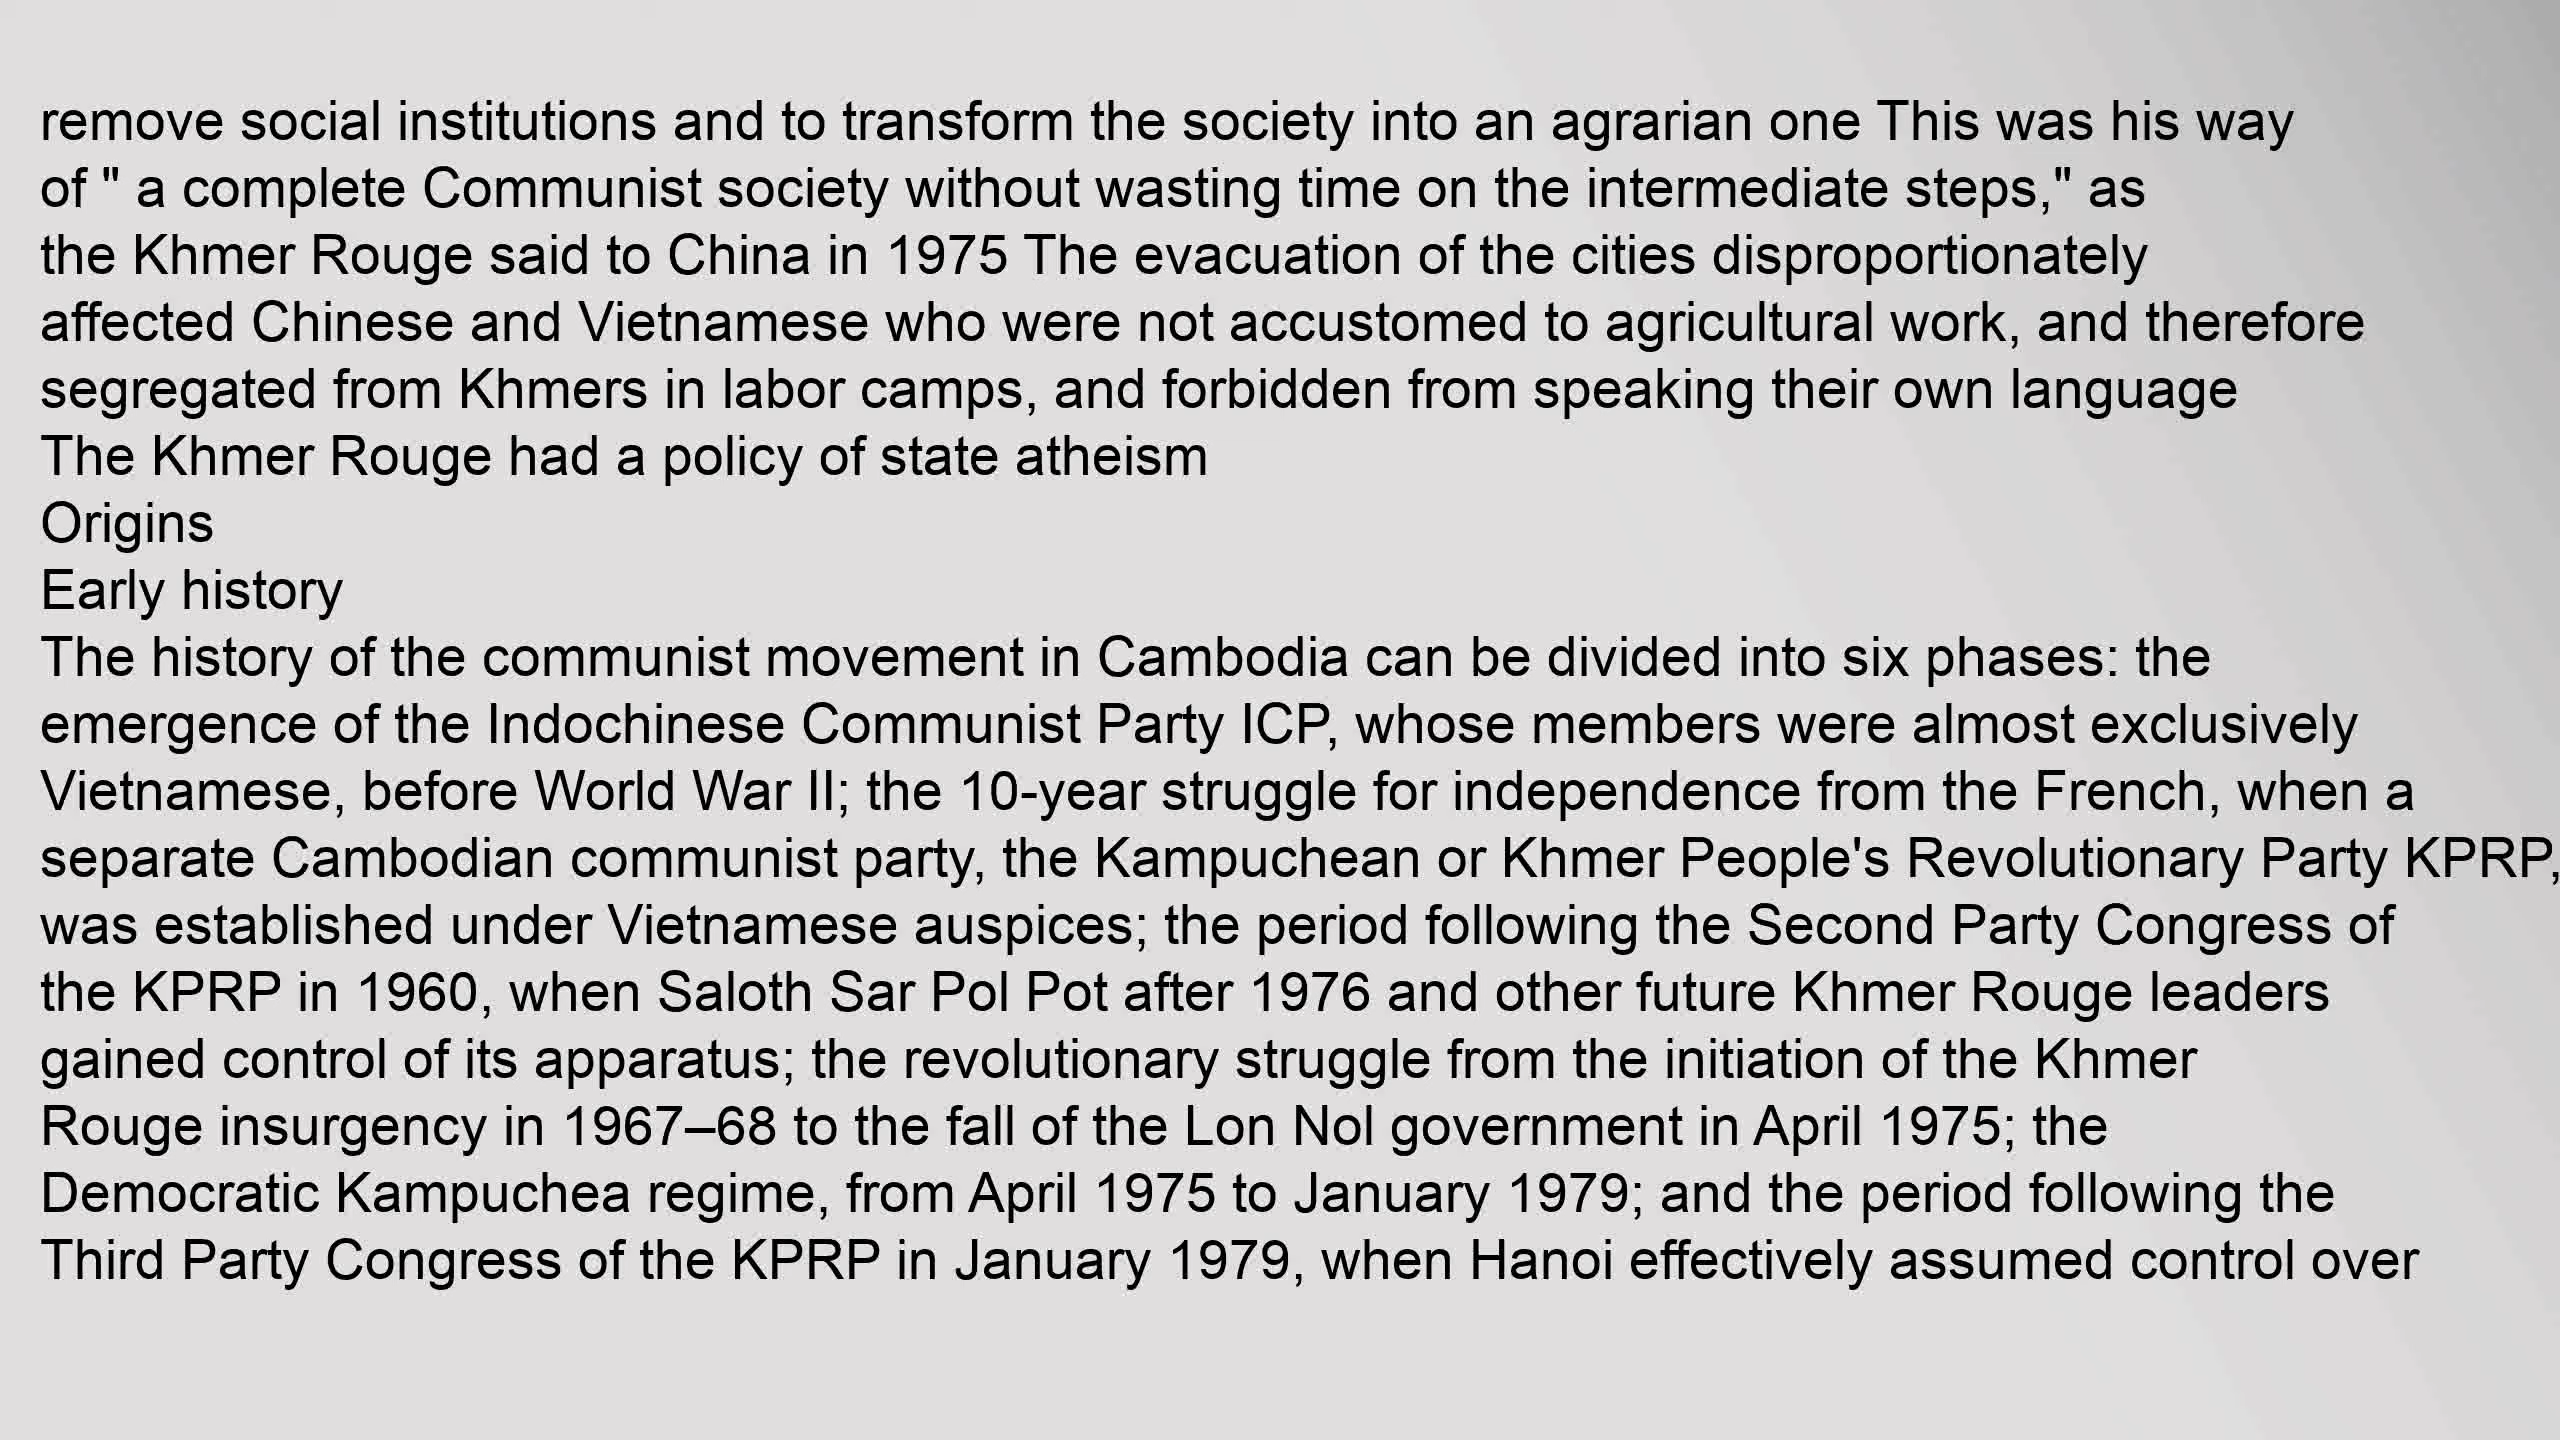 remove social institutions and to transform the society into an agrarian one This was his way
of " a complete Communist society without wasting time on the intermediate steps," as
the Khmer Rouge said to China in 1975 The evacuation of the cities disproportionately
affected Chinese and Vietnamese who were not accustomed to agricultural work, and therefore
segregated from Khmers in labor camps, and forbidden from speaking their own language
The Khmer Rouge had a policy of state atheism
Origins
Early history
The history of the communist movement in Cambodia can be divided into six phases: the
emergence of the Indochinese Communist Party ICP, whose members were almost exclusively
Vietnamese, before World War II; the 10-year struggle for independence from the French, when a
separate Cambodian communist party, the Kampuchean or Khmer People's Revolutionary Party KPRP,
was established under Vietnamese auspices; the period following the Second Party Congress of
the KPRP in 1960, when Saloth Sar Pol Pot after 1976 and other future Khmer Rouge leaders
gained control of its apparatus; the revolutionary struggle from the initiation of the Khmer
Rouge insurgency in 1967–68 to the fall of the Lon Nol government in April 1975; the
Democratic Kampuchea regime, from April 1975 to January 1979; and the period following the
Third Party Congress of the KPRP in January 1979, when Hanoi effectively assumed control over